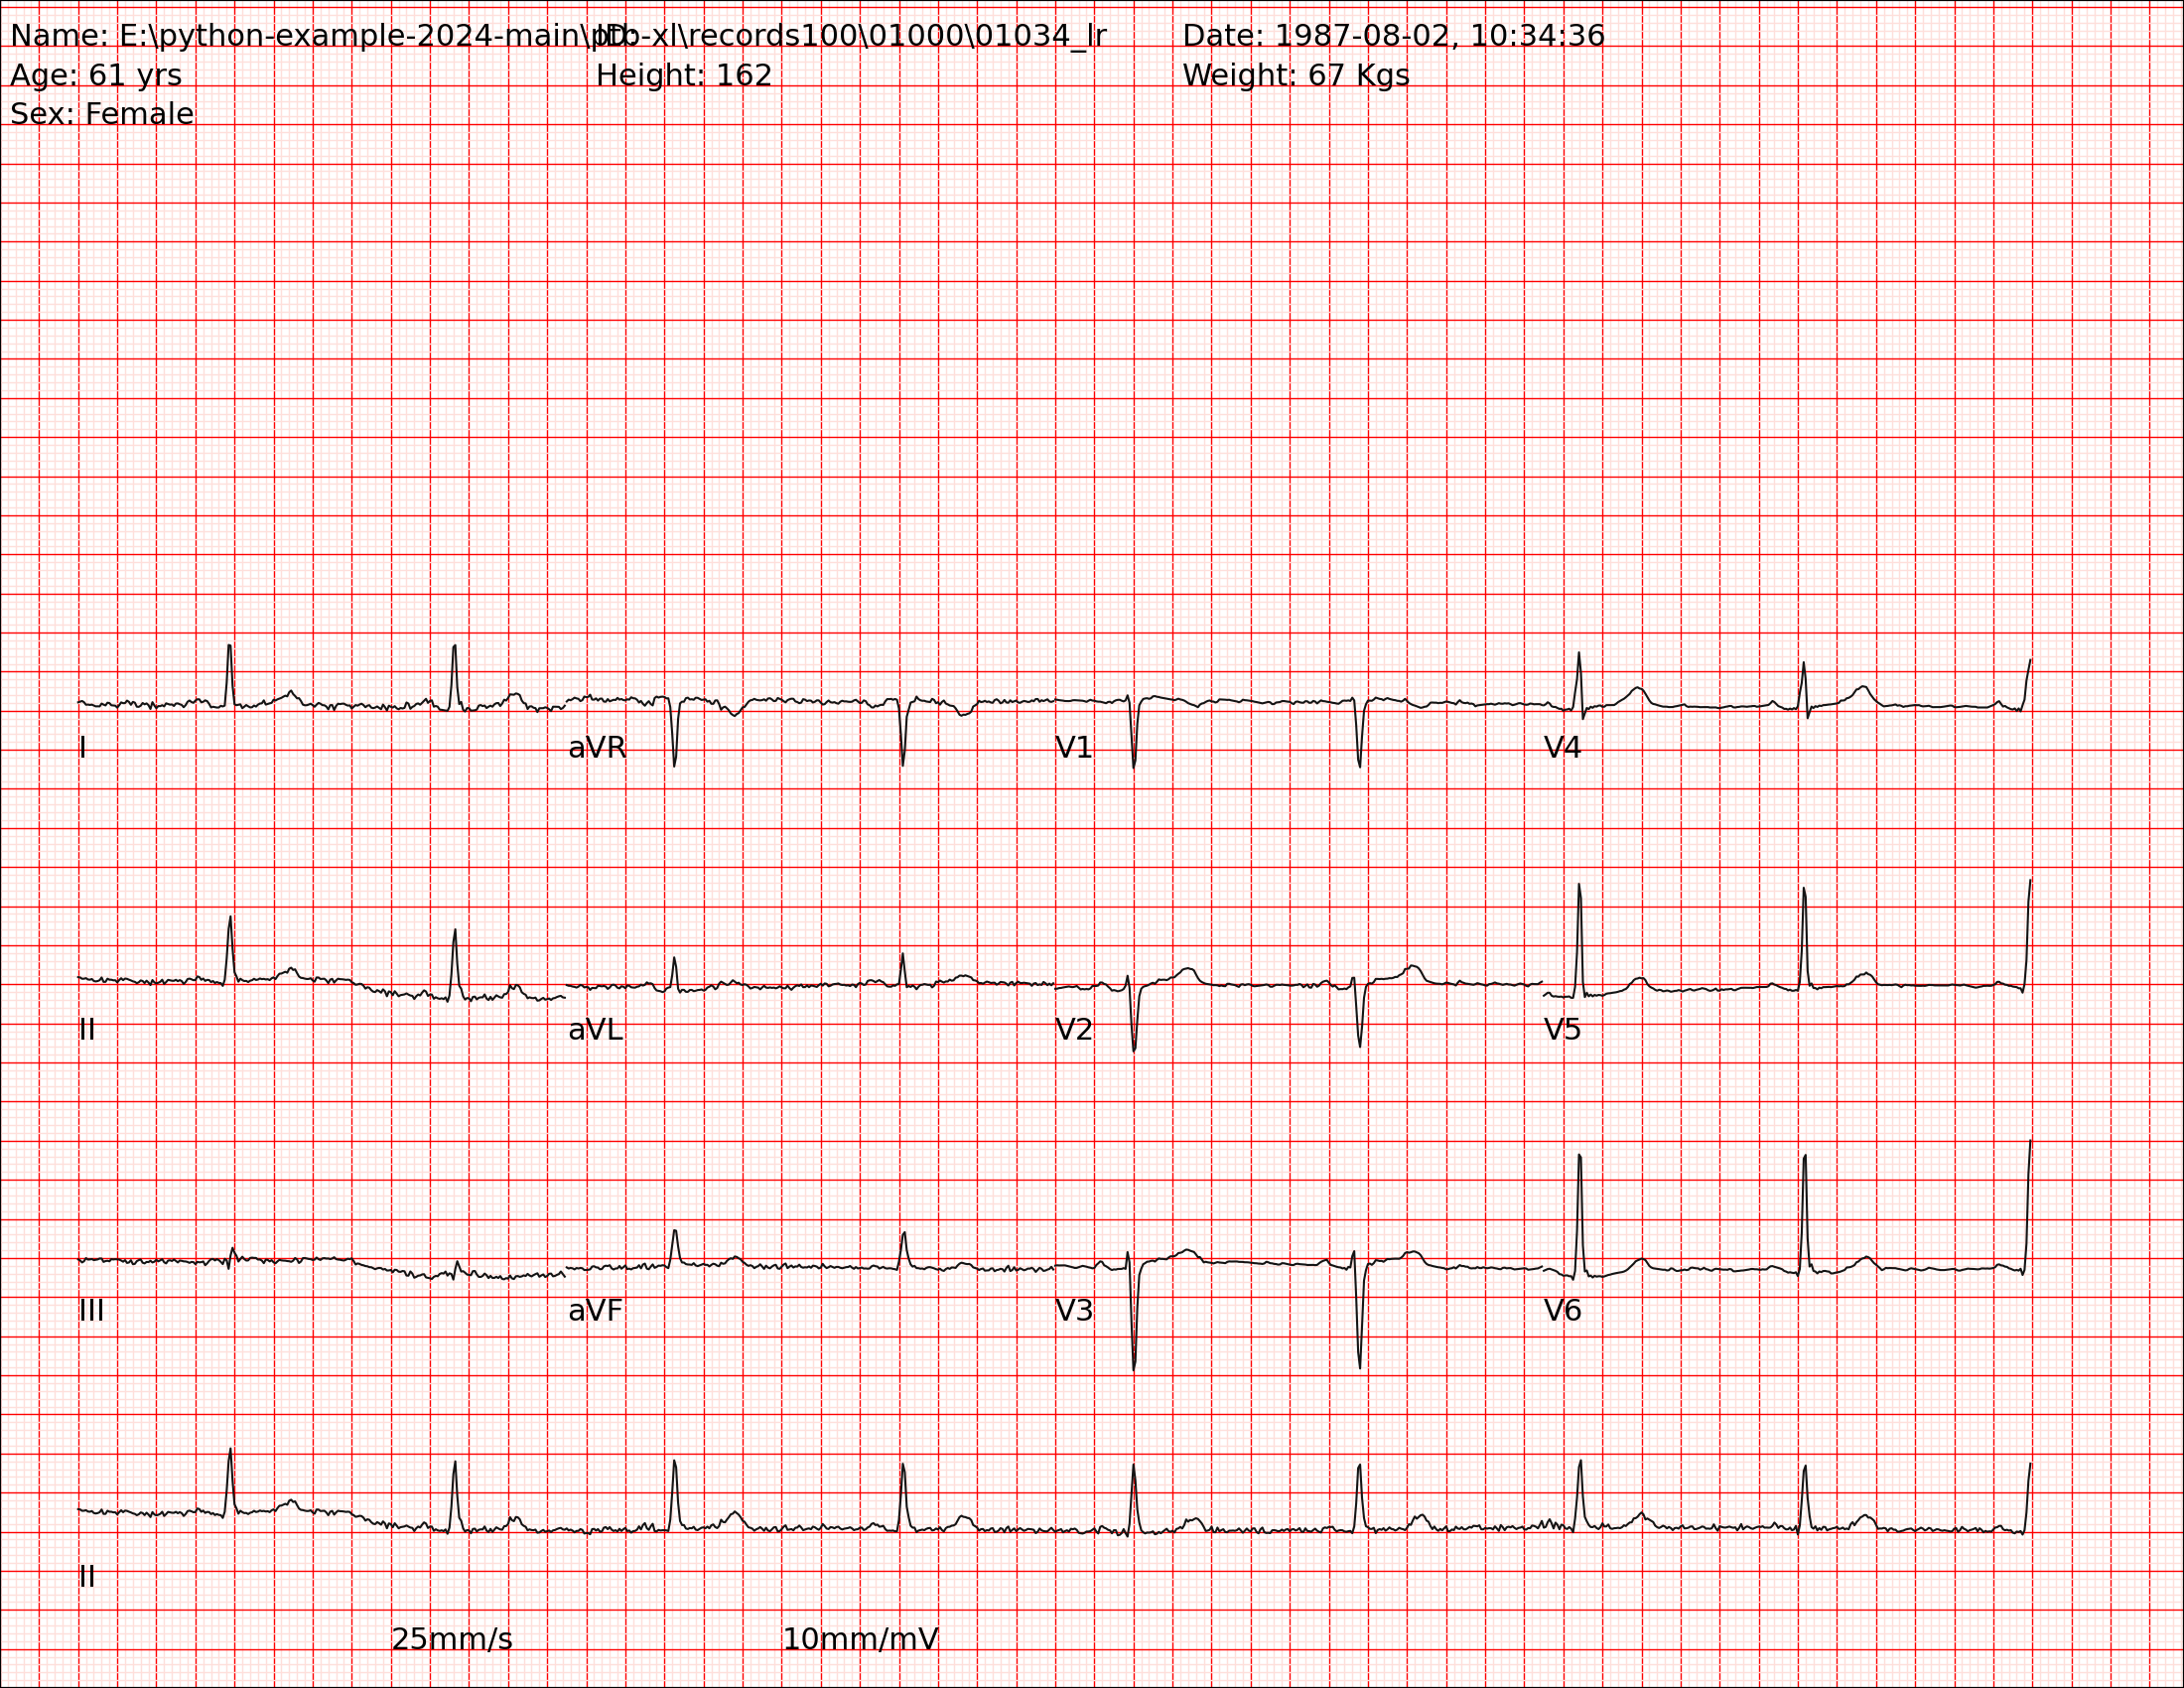 Name: E:\python-example-2024-main\ptb-xl\records100\01000\01034_lr ID: Date: 1987-08-02, 10:34:36
Age: 61 yrs Height: 162 Weight: 67 Kgs
Sex: Female
I aVR V1 V4
II aVL V2 V5
III aVF V3 V6
II
25mm/s 10mm/mV